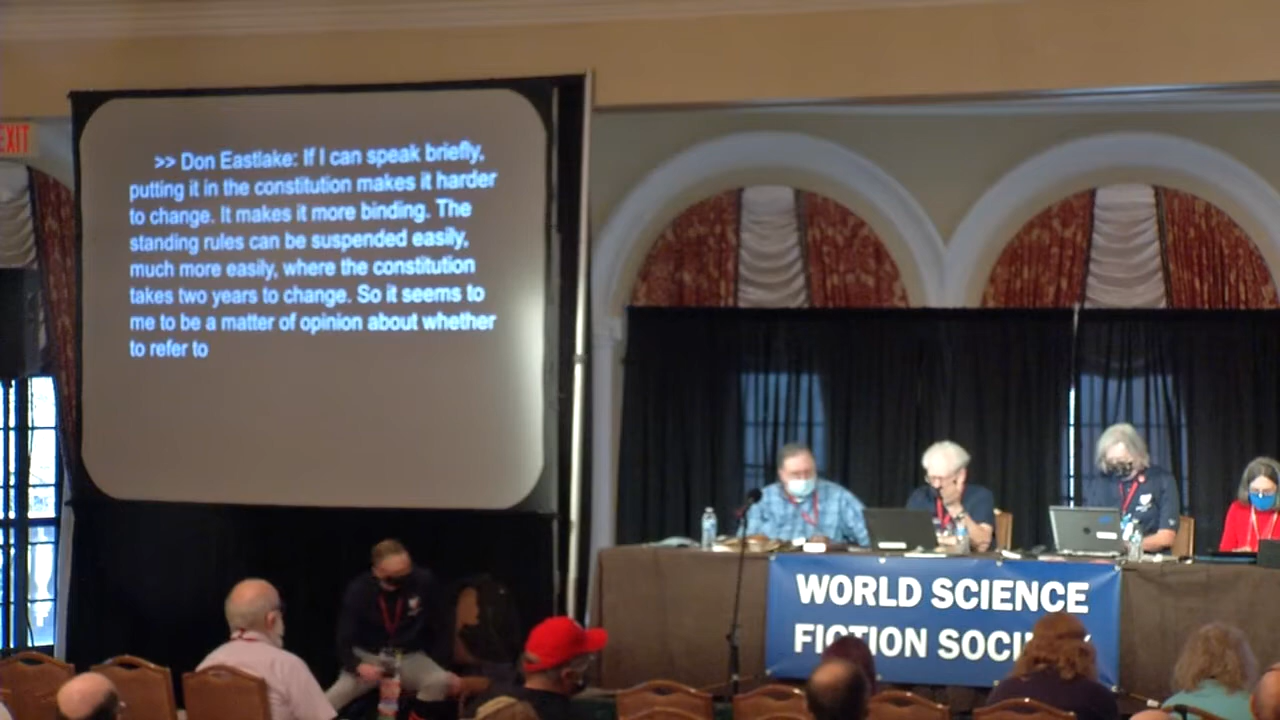 EXIT
>> Don Eastlake: If I can speak briefly,
putting it in the constitution makes it harder
to change. It makes it more binding. The
standing rules can be suspended easily,
much more easily, where the constitution
takes two years to change. So it seems to
me to be a matter of opinion about whether
to refer to
WORLD SCIENCE
FICTION SOCI